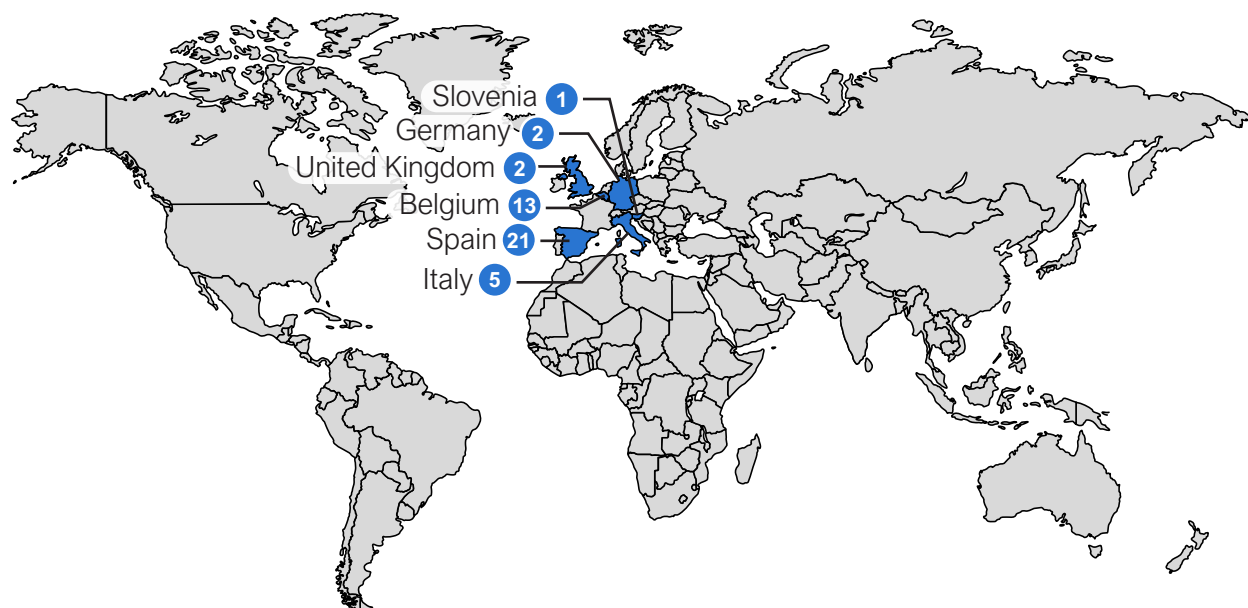 Slovenia 1
Germany 2
United Kingdom 2
Belgium 13
Spain 21
Italy 5